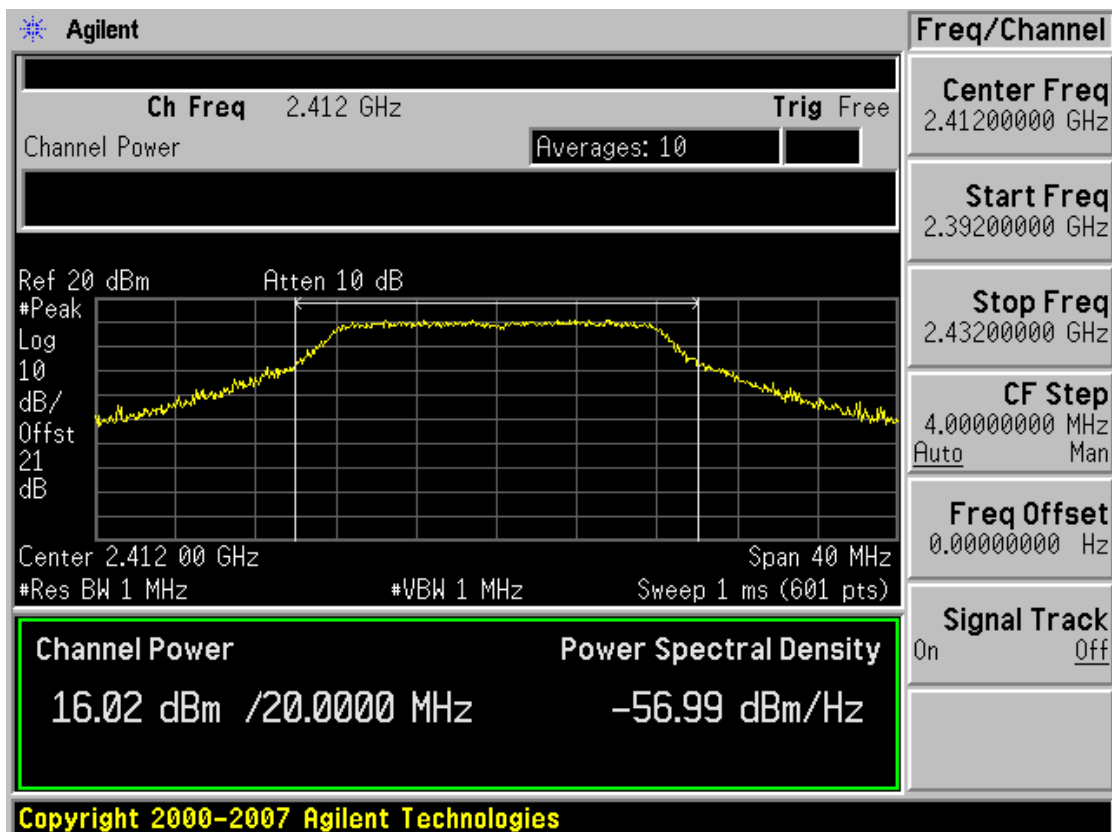 Agilent
Freq/Channel
Ch Freq 2.412 GHz Trig Free
Channel Power Averages: 10
Ref 20 dBm Atten 10 dB
#Peak
Log
10
dB/
Offst
21
dB
Center 2.412 00 GHz Span 40 MHz
#Res BW 1 MHz #VBW 1 MHz Sweep 1 ms (601 pts)
Channel Power Power Spectral Density
16.02 dBm /20.0000 MHz -56.99 dBm/Hz
Copyright 2000-2007 Agilent Technologies
Center Freq
2.41200000 GHz
Start Freq
2.39200000 GHz
Stop Freq
2.43200000 GHz
CF Step
4.00000000 MHz
Auto Man
Freq Offset
0.00000000 Hz
Signal Track
On Off